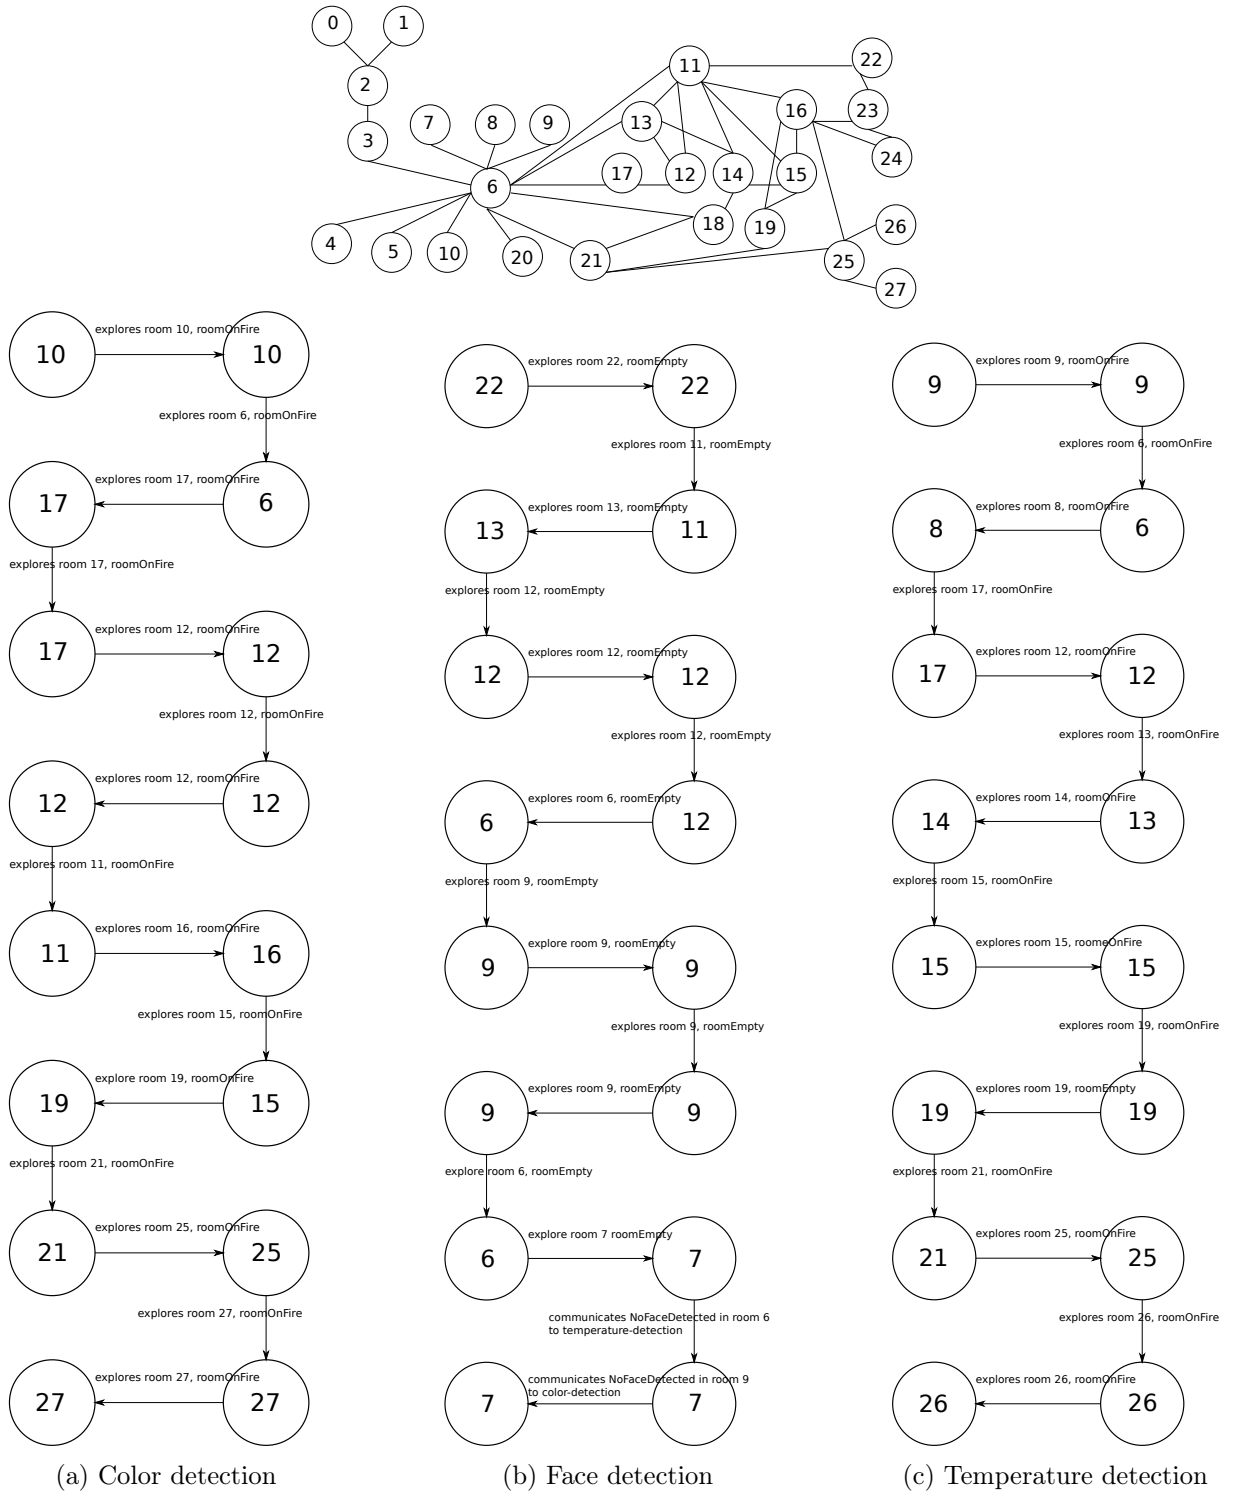 0
1
11
22
2
16
23
7
8
9
13
3
24
17
12
14
15
6
18
19
26
4
5
10
20
21
25
27
explores room 10, roomOnFire
10
10
explores room 6, roomOnFire
explores room 17, roomOnFire
17
6
explores room 17, roomOnFire
explores room 12, roomOnFire
17
12
explores room 12, roomOnFire
explores room 12, roomOnFire
12
12
explores room 11, roomOnFire
explores room 16, roomOnFire
11
16
explores room 15, roomOnFire
explore room 19, roomOnFire
19
15
explores room 21, roomOnFire
explores room 25, roomOnFire
21
25
explores room 27, roomOnFire
explores room 27, roomOnFire
27
27
(a) Color detection
explores room 22, roomEmpty
22
22
explores room 11, roomEmpty
explores room 13, roomEmpty
13
11
explores room 12, roomEmpty
explores room 12, roomEmpty
12
12
explores room 12, roomEmpty
explores room 6, roomEmpty
6
12
explores room 9, roomEmpty
explore room 9, roomEmpty
9
9
explores room 9, roomEmpty
explores room 9, roomEmpty
9
9
explore room 6, roomEmpty
explore room 7 roomEmpty
6
7
communicates NoFaceDetected in room 6
to temperature-detection
communicates NoFaceDetected in room 9
to color-detection
7
7
(b) Face detection
explores room 9, roomOnFire
9
9
explores room 6, roomOnFire
explores room 8, roomOnFire
8
6
explores room 17, roomOnFire
explores room 12, roomOnFire
17
12
explores room 13, roomOnFire
explores room 14, roomOnFire
14
13
explores room 15, roomOnFire
explores room 15, roomeOnFire
15
15
explores room 19, roomOnFire
explores room 19, roomEmpty
19
19
explores room 21, roomOnFire
explores room 25, roomOnFire
21
25
explores room 26, roomOnFire
explores room 26, roomOnFire
26
26
(c) Temperature detection